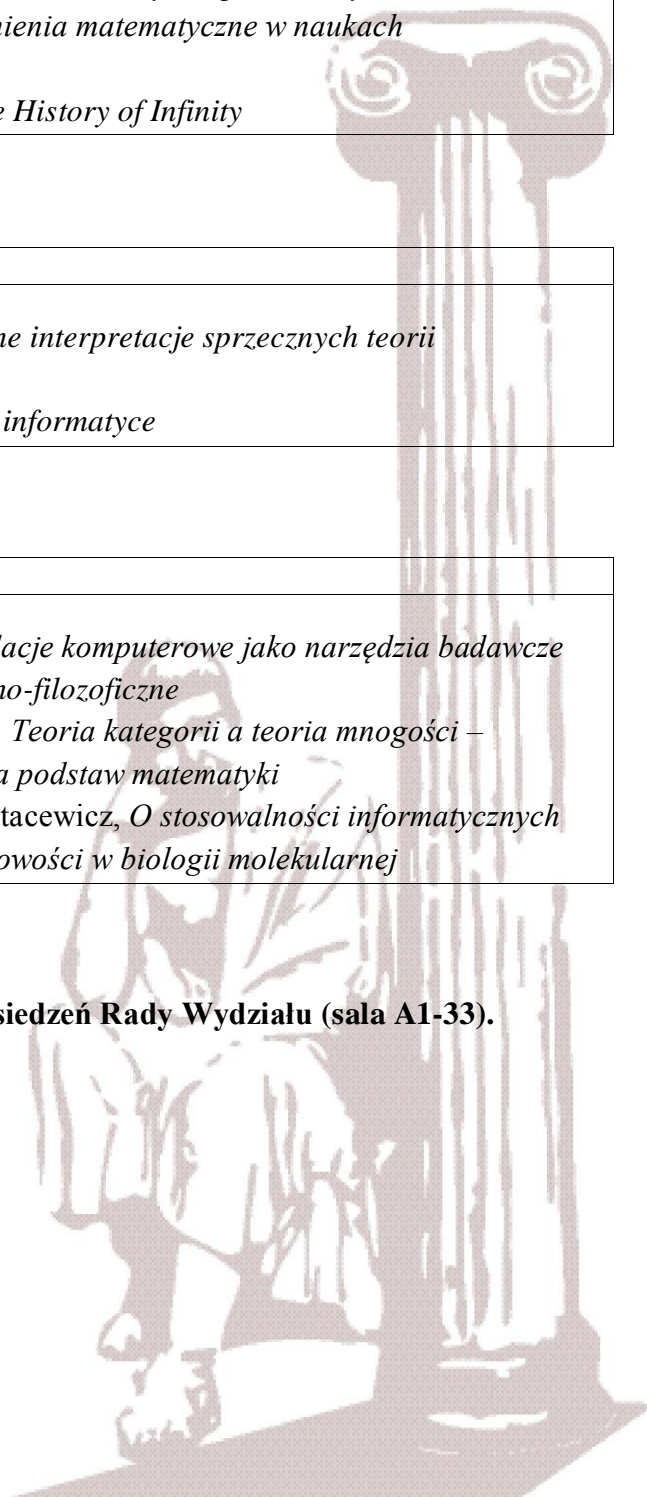 nienia matematyczne w naukach
e History of Infinity
ne interpretacje sprzecznych teorii
informatyce
lacje komputerowe jako narzędzia badawcze
no-filozoficzne
Teoria kategorii a teoria mnogości –
a podstaw matematyki
tacewicz, O stosowalności informatycznych
owości w biologii molekularnej
siedzeń Rady Wydziału (sala A1-33).